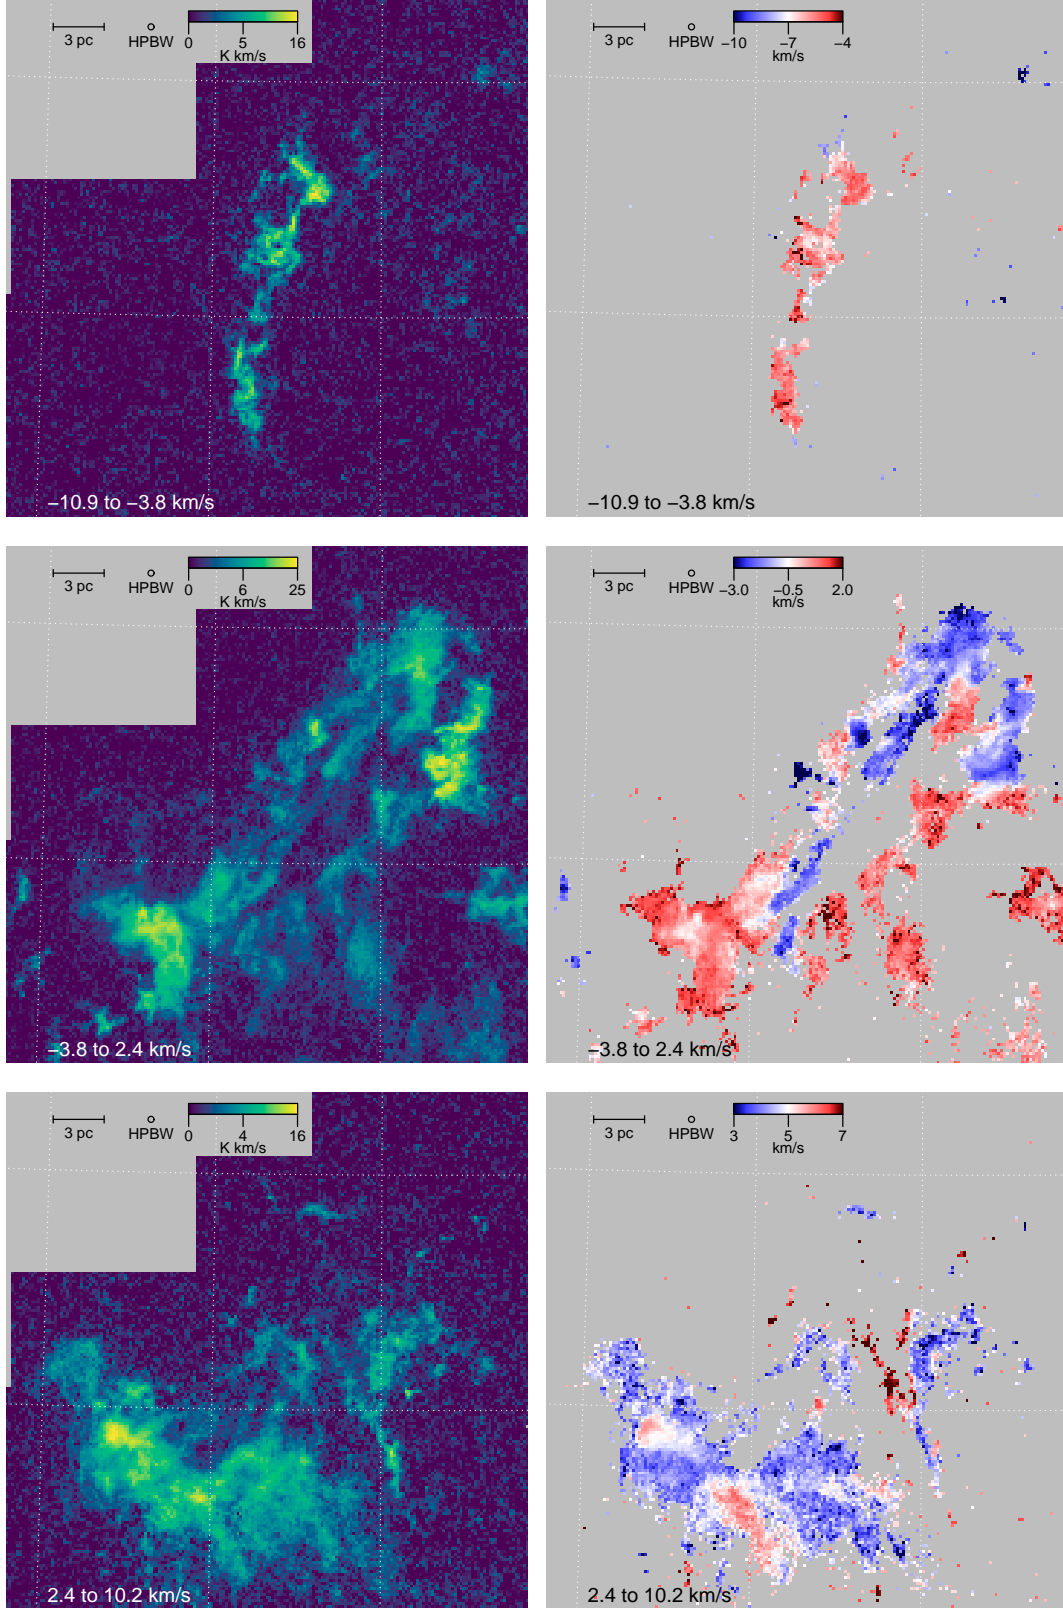 3 pc HPBW 0 5 16
K km/s
−10.9 to −3.8 km/s
3 pc HPBW −10 −7 −4
km/s
−10.9 to −3.8 km/s
3 pc HPBW 0 6 25
K km/s
−3.8 to 2.4 km/s
3 pc HPBW −3.0 −0.5 2.0
km/s
−3.8 to 2.4 km/s
3 pc HPBW 0 4 16
K km/s
2.4 to 10.2 km/s
3 pc HPBW 3 5 7
km/s
2.4 to 10.2 km/s